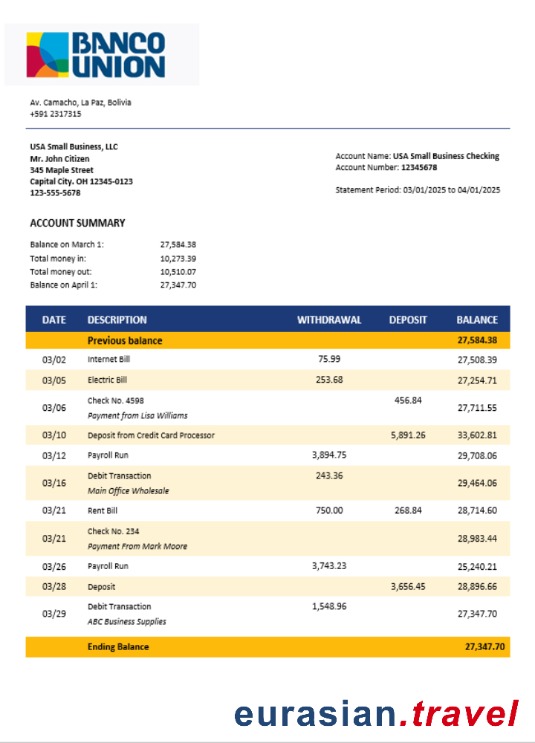 BANCO
UNION
Av. Camacho, La Paz, Bolivia
+591 2317315
USA Small Business, LLC
Mr. John Citizen
345 Maple Street
Capital City. OH 12345-0123
123-555-5678
Account Name: USA Small Business Checking
Account Number: 12345678
Statement Period: 03/01/2025 to 04/01/2025
ACCOUNT SUMMARY
Balance on March 1: 27,584.38
Total money in: 10,273.39
Total money out: 10,510.07
Balance on April 1: 27,347.70
DATE DESCRIPTION WITHDRAWAL DEPOSIT BALANCE
Previous balance 27,584.38
03/02 Internet Bill 75.99 27,508.39
03/05 Electric Bill 253.68 27,254.71
03/06 Check No. 4598 456.84 27,711.55
Payment from Lisa Williams
03/10 Deposit from Credit Card Processor 5,891.26 33,602.81
03/12 Payroll Run 3,894.75 29,708.06
03/16 Debit Transaction 243.36 29,464.06
Main Office Wholesale
03/21 Rent Bill 750.00 268.84 28,714.60
03/21 Check No. 234 28,983.44
Payment From Mark Moore
03/26 Payroll Run 3,743.23 25,240.21
03/28 Deposit 3,656.45 28,896.66
03/29 Debit Transaction 1,548.96 27,347.70
ABC Business Supplies
Ending Balance 27,347.70
eurasian.travel